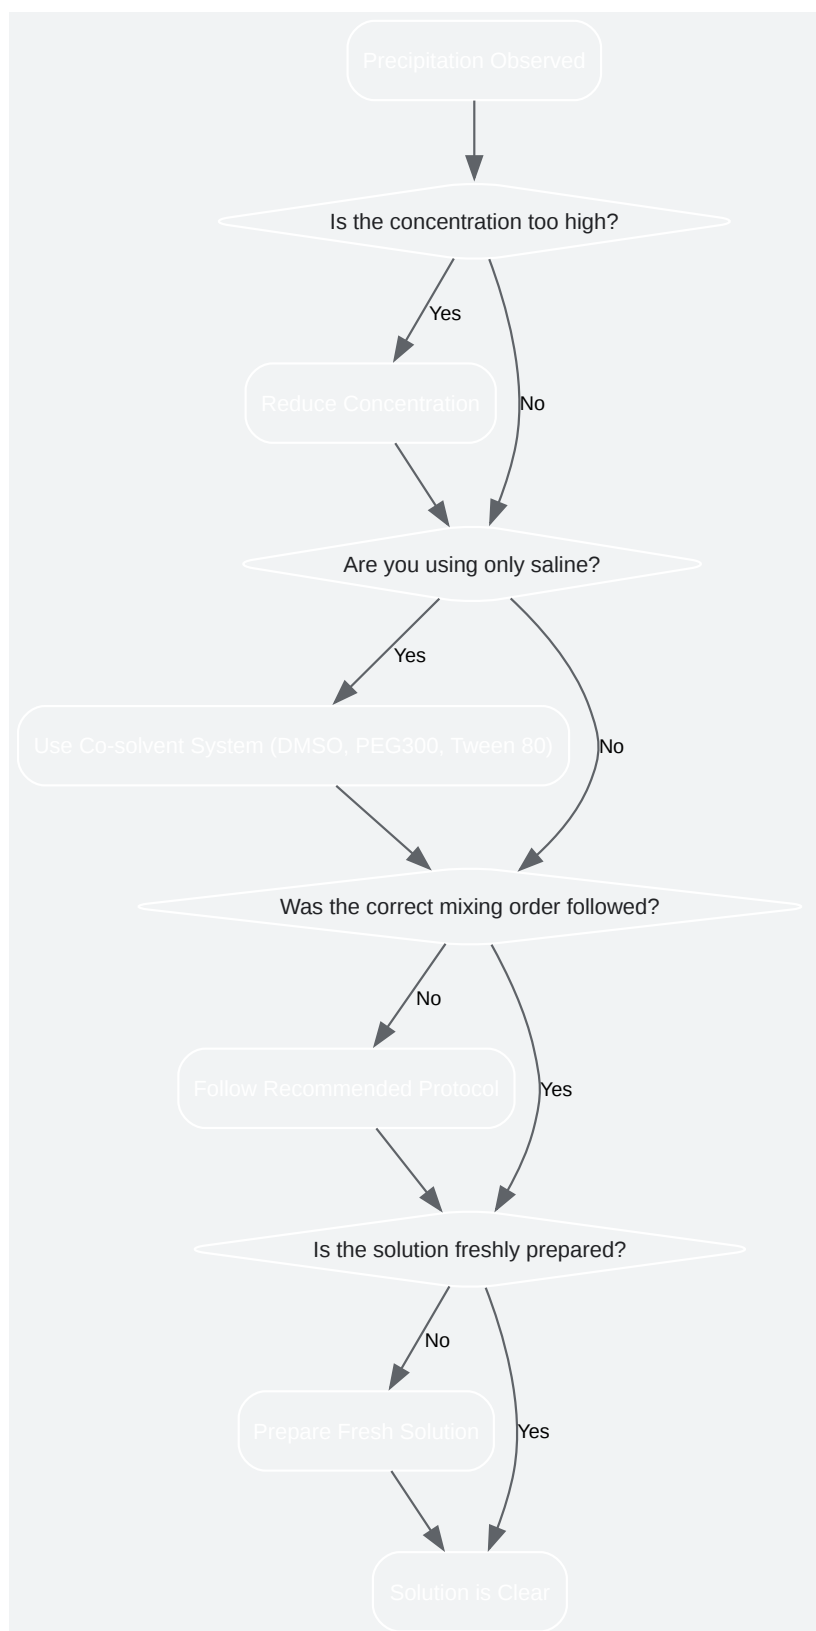 Precipitation Observed
Is the concentration too high?
Yes
Reduce Concentration
No
Are you using only saline?
Yes
Use Co-solvent System (DMSO, PEG300, Tween 80)
No
Was the correct mixing order followed?
No
Follow Recommended Protocol
Yes
Is the solution freshly prepared?
No
Prepare Fresh Solution
Yes
Solution is Clear